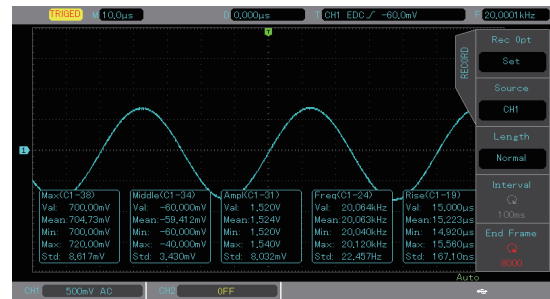 TRIGED M 10,0μs D 0,000μs T CH1 EDC -60,0mV F 20,0001kHz
T
RECORD
Rec Opt
Set
Source
CH1
Length
Normal
Interval
100ms
End Frame
8000
1
Max(C1-38)
Val: 700,00mV
Mean:704,73mV
Min: 700,00mV
Max: 720,00mV
Std: 8,617mV
Middle(C1-34)
Val: -60,000mV
Mean:-59,412mV
Min: -60,000mV
Max: -40,000mV
Std: 3,430mV
AmpK(C1-31)
Val: 1,520V
Mean:1,524V
Min: 1,520V
Max: 1,540V
Std: 8,032mV
Freq(C1-24)
Val: 20,064kHz
Mean:20,063kHz
Min: 20,040kHz
Max: 20,120kHz
Std: 22,457Hz
Rise(C1-19)
Val: 15,000μs
Mean:15,223μs
Min: 14,920μs
Max: 15,560μs
Std: 167,10ns
Auto
CH1 500mV AC CH2 OFF